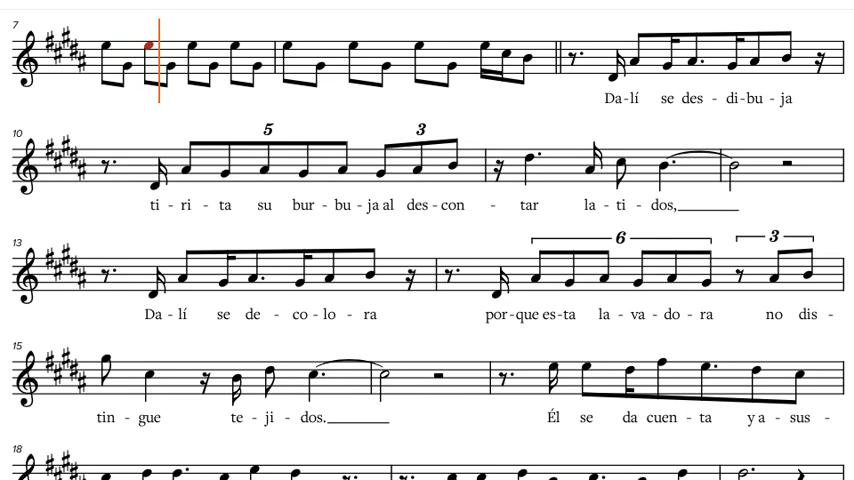 7
Da - lí se des - di - bu - ja
10
5 3
ti - ri - ta su bur - bu - ja al des - con - tar la - ti - dos,
13
6 3
Da - lí se de - co - lo - ra por - que es - ta la - va - do - ra no dis -
15
tin - gue te - ji - dos. Él se da cuen - ta y a - sus -
18